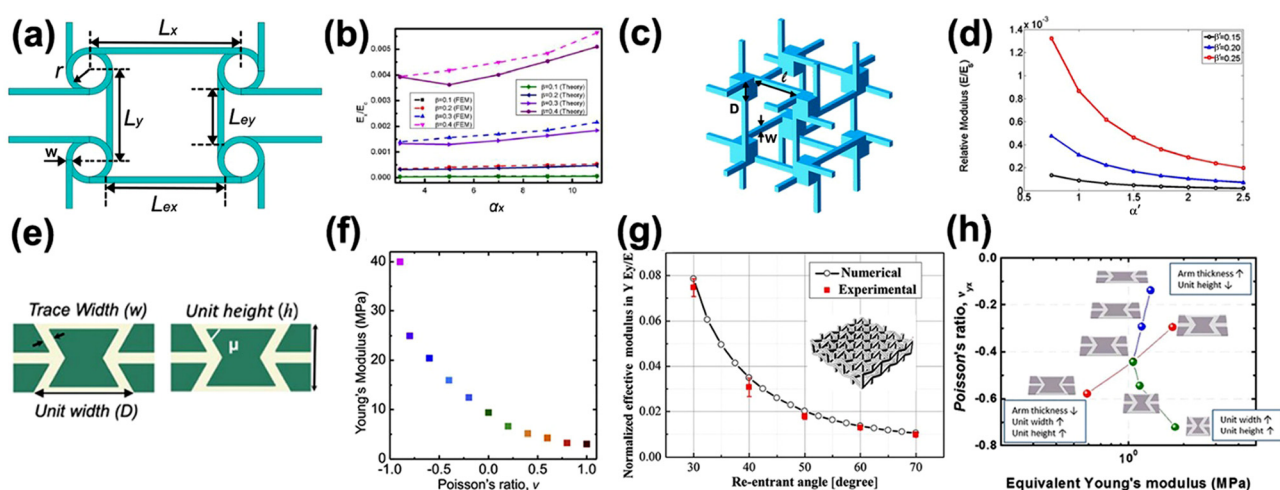 (a)
Lx
r
Ly
Ley
w
Lex
(b)
0.005
0.004
0.003
0.002
0.001
0.000
β=0.1 (FEM)
β=0.2 (FEM)
β=0.3 (FEM)
β=0.4 (FEM)
β=0.1 (Theory)
β=0.2 (Theory)
β=0.3 (Theory)
β=0.4 (Theory)
4 6 8 10
αx
(c)
ℓ
D
W
(d)
×10⁻³
1.4
1.2
1
0.8
0.6
0.4
0.2
0
Relative Modulus (E/E
β'=0.15
β'=0.20
β'=0.25
0.5 1 1.5 2 2.5
α'
(e)
Trace Width (w)
Unit height (h)
μ
Unit width (D)
(f)
Young's Modulus (MPa)
40
30
20
10
0
-1.0 -0.5 0.0 0.5 1.0
Poisson's ratio, v
(g)
Normalized effective modulus in Y Ey/E
0.08
0.06
0.04
0.02
0.00
Numerical
Experimental
30 40 50 60 70
Re-entrant angle [degree]
(h)
Poisson's ratio, νyx
0.0
-0.2
-0.4
-0.6
-0.8
Arm thickness ↑
Unit height ↓
Arm thickness ↓
Unit width ↑
Unit height ↑
Unit width ↑
Unit height ↑
10⁰
Equivalent Young's modulus (MPa)